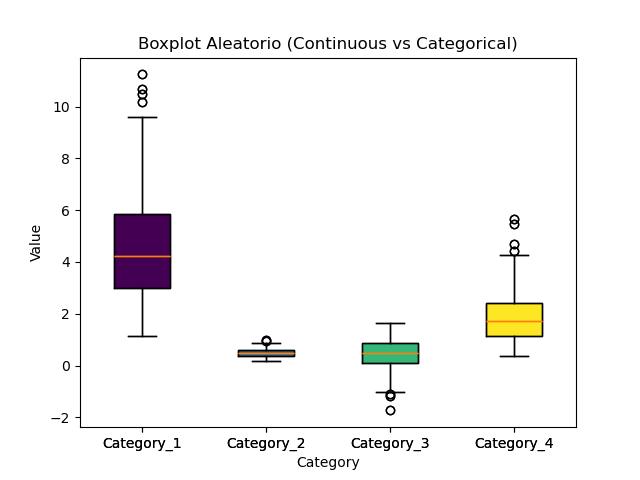 Boxplot Aleatorio (Continuous vs Categorical)
Value
10
8
6
4
2
0
−2
Category_1 Category_2 Category_3 Category_4
Category